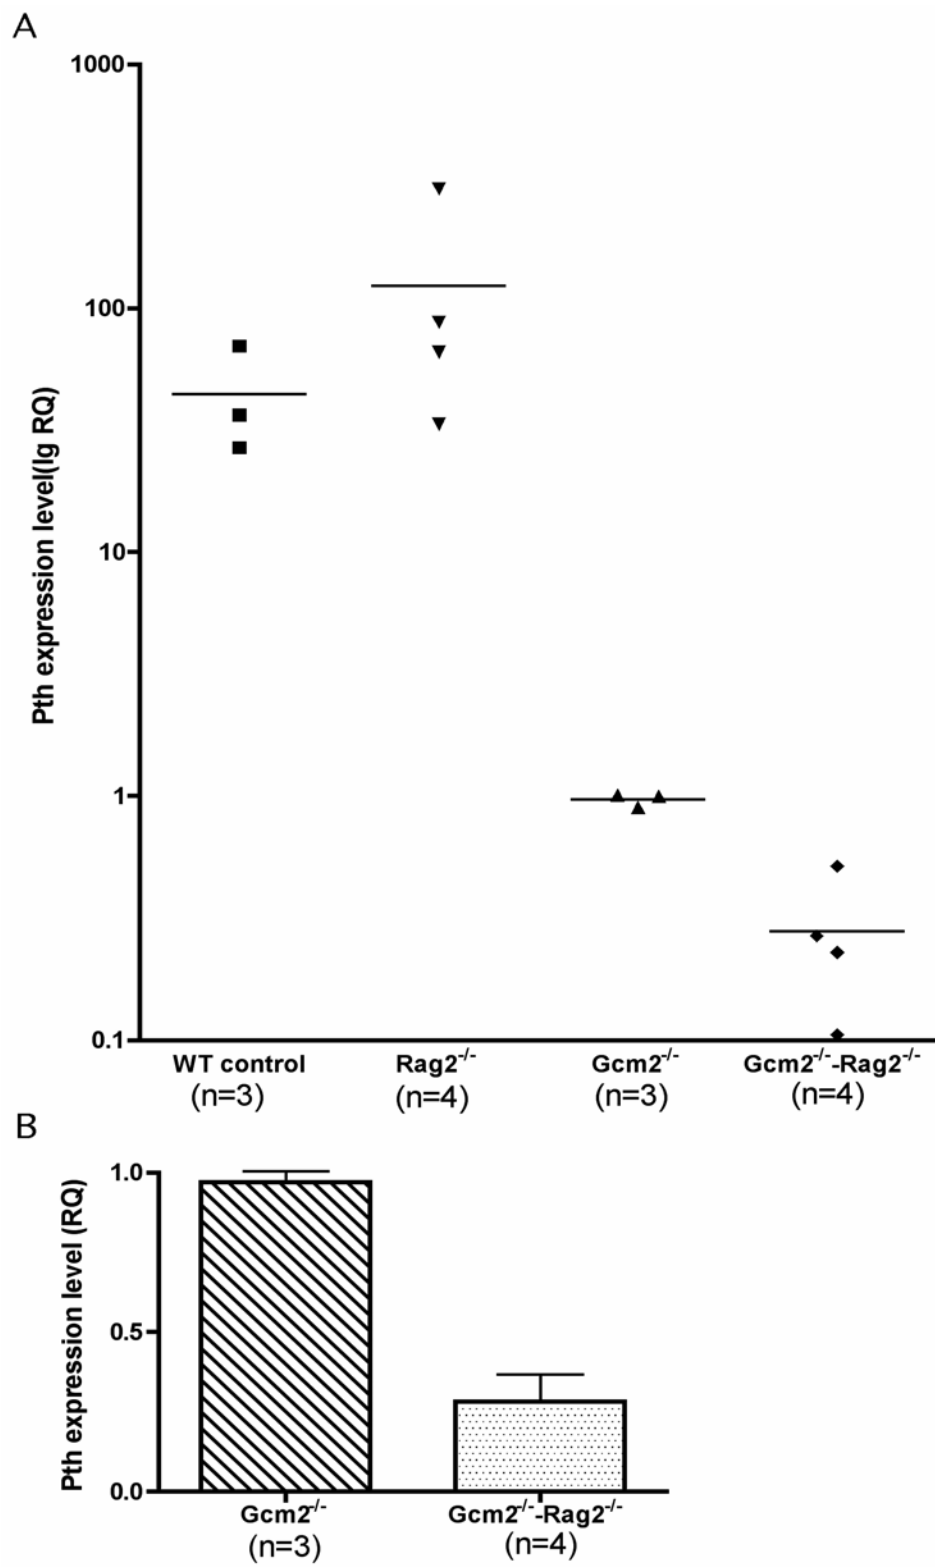 A
Pth expression level(lg RQ)
1000
100
10
1
0.1
WT control Rag2-/- Gcm2-/- Gcm2-/--Rag2-/-
(n=3) (n=4) (n=3) (n=4)
B
Pth expression level (RQ)
1.0
0.5
0.0
Gcm2-/- Gcm2-/--Rag2-/-
(n=3) (n=4)